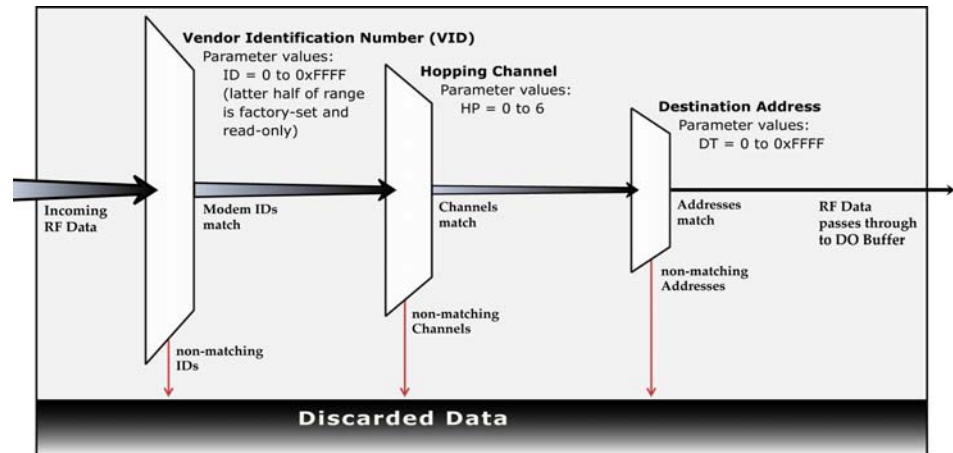 Vendor Identification Number (VID)
Parameter values:
ID = 0 to 0xFFFF
(latter half of range
is factory-set and
read-only)
Hopping Channel
Parameter values:
HP = 0 to 6
Destination Address
Parameter values:
DT = 0 to 0xFFFF
Incoming
RF Data
Modem IDs
match
Channels
match
Addresses
match
RF Data
passes through
to DO Buffer
non-matching
IDs
non-matching
Channels
non-matching
Addresses
Discarded Data